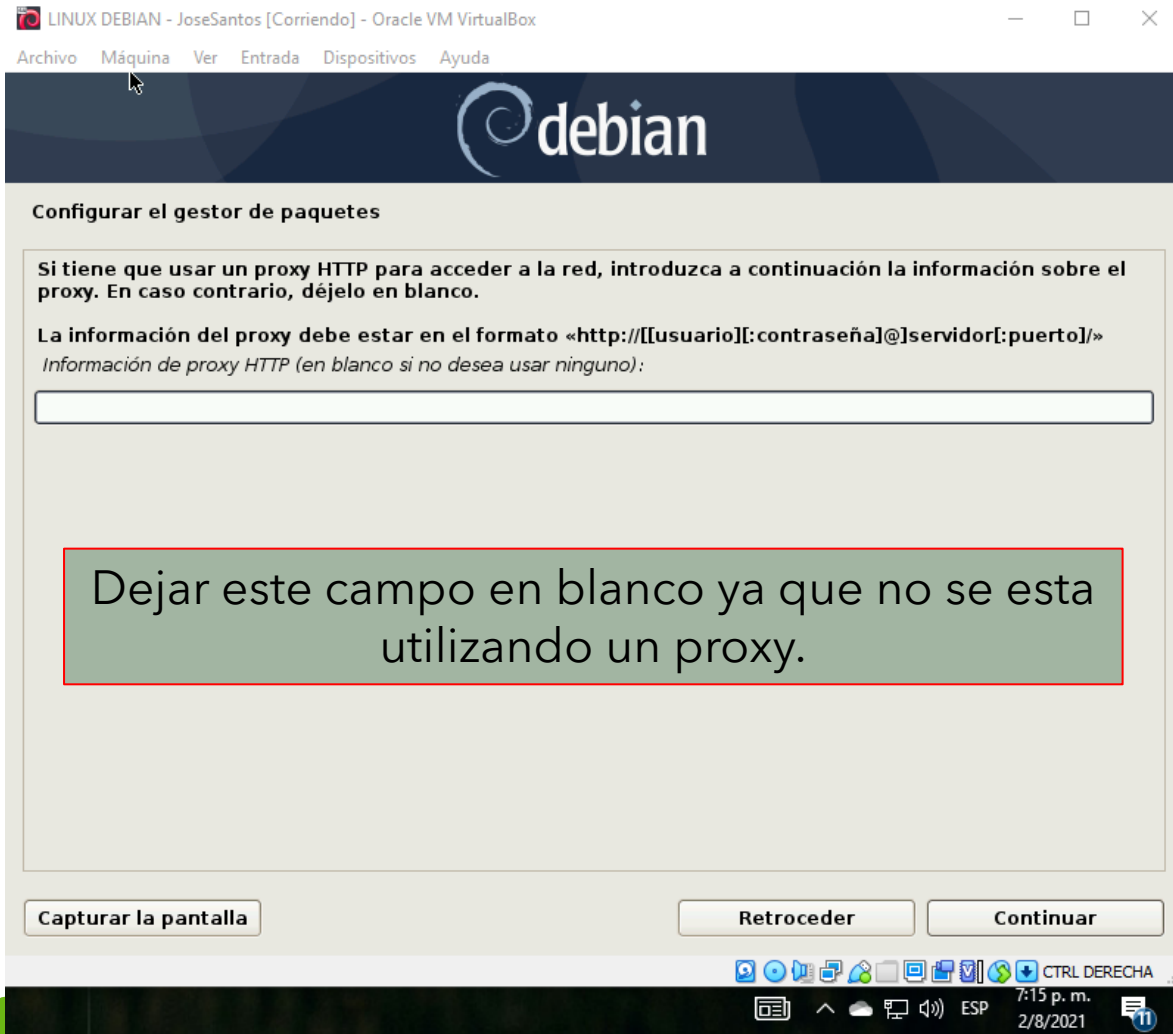 LINUX DEBIAN - JoseSantos [Corriendo] - Oracle VM VirtualBox
Archivo Máquina Ver Entrada Dispositivos Ayuda
debian
Configurar el gestor de paquetes
Si tiene que usar un proxy HTTP para acceder a la red, introduzca a continuación la información sobre el
proxy. En caso contrario, déjelo en blanco.
La información del proxy debe estar en el formato «http://[[usuario][:contraseña]@]servidor[:puerto]/»
Información de proxy HTTP (en blanco si no desea usar ninguno):
Dejar este campo en blanco ya que no se esta
utilizando un proxy.
Capturar la pantalla Retroceder Continuar
CTRL DERECHA
ESP 7:15 p. m.
2/8/2021 11